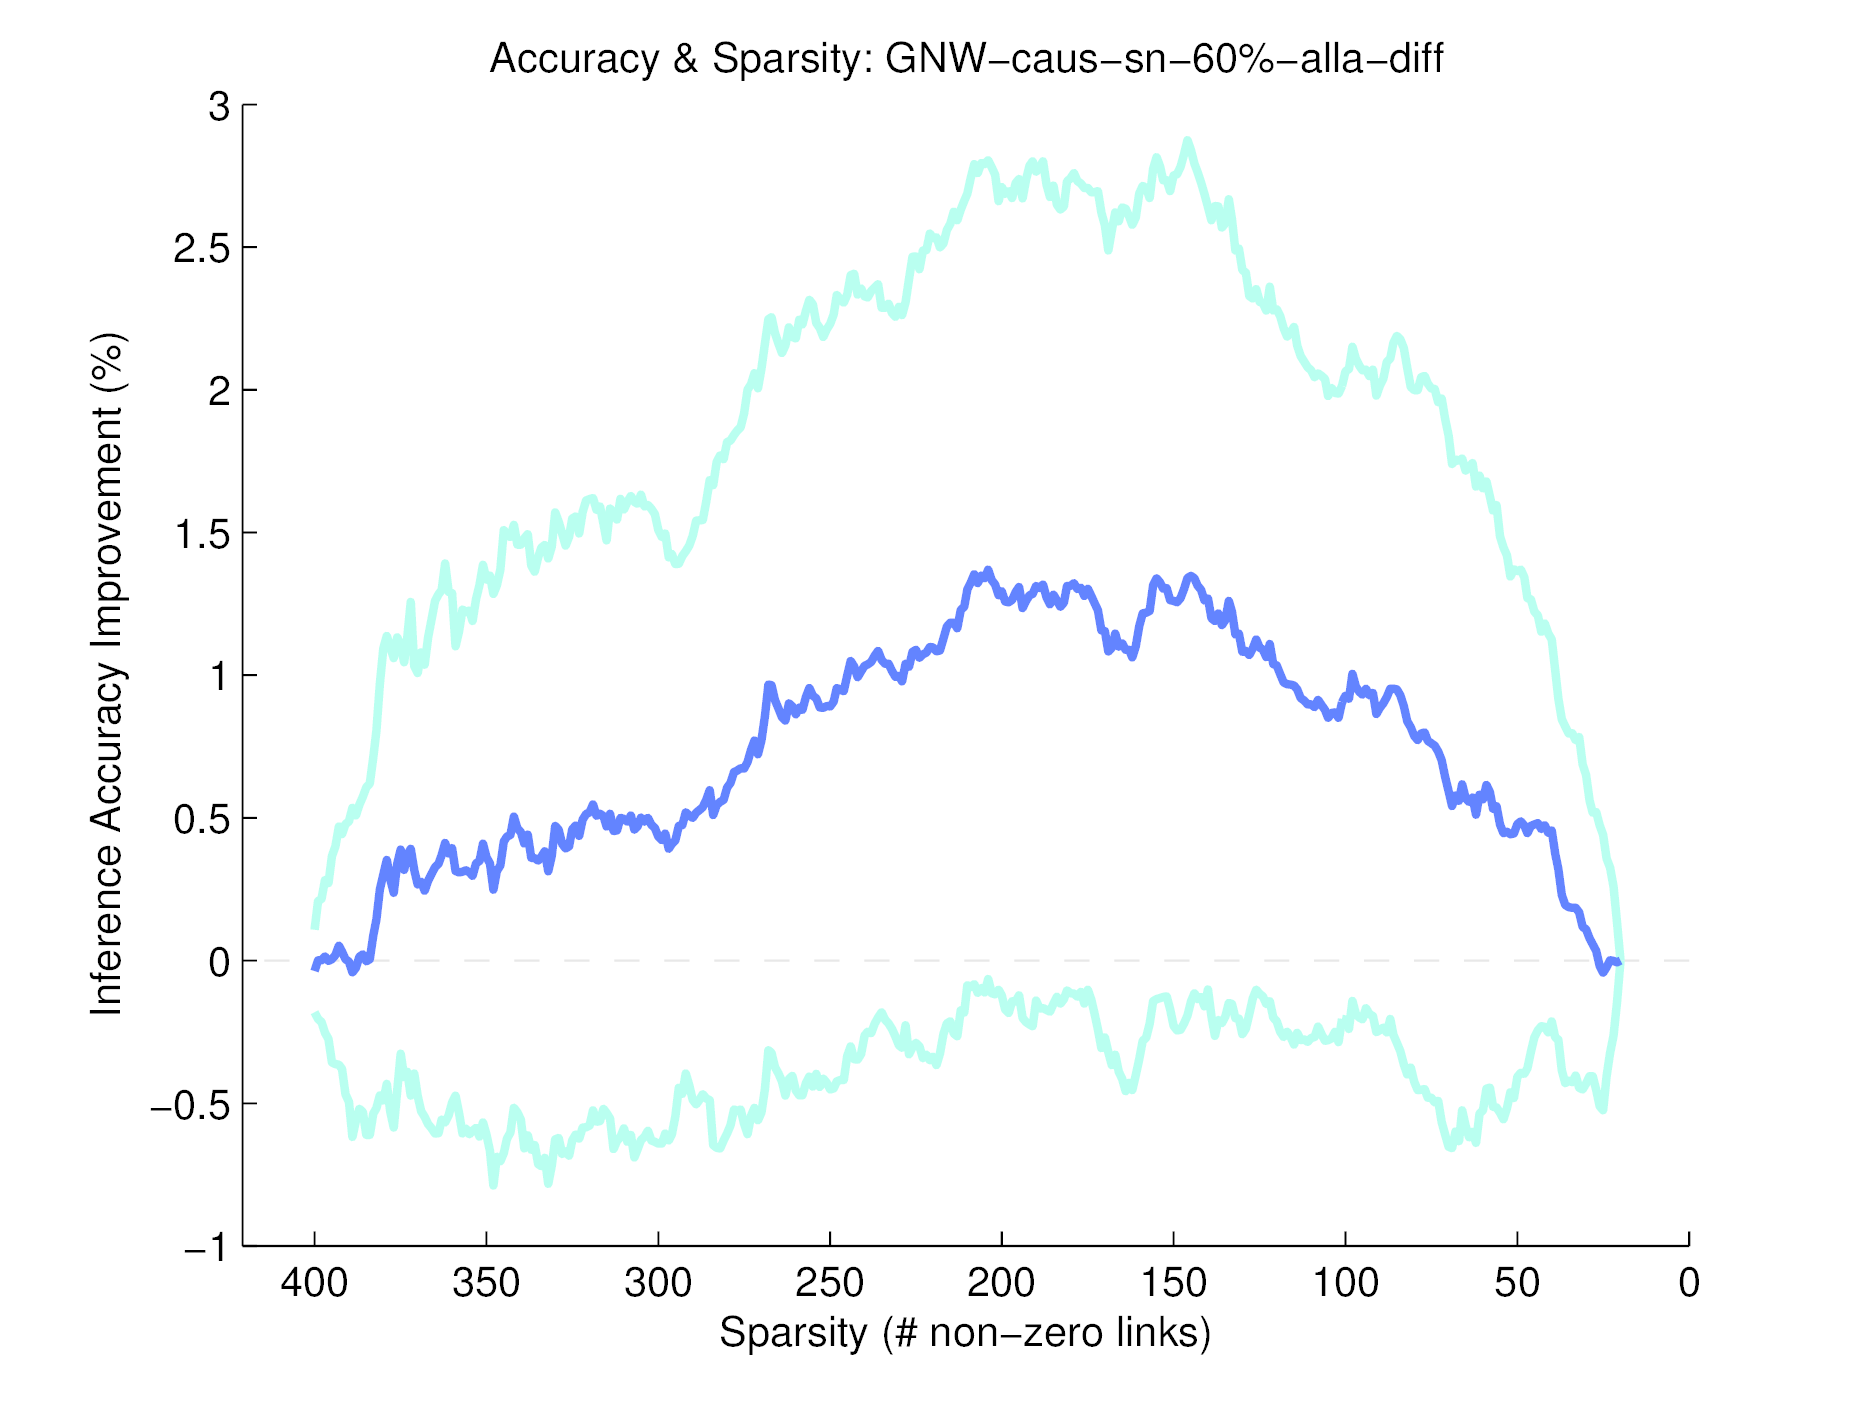 Accuracy & Sparsity: GNW−caus−sn−60%−alla−diff
3
2.5
2
1.5
1
0.5
0
−0.5
−1
Inference Accuracy Improvement (%)
400 350 300 250 200 150 100 50 0
Sparsity (# non−zero links)